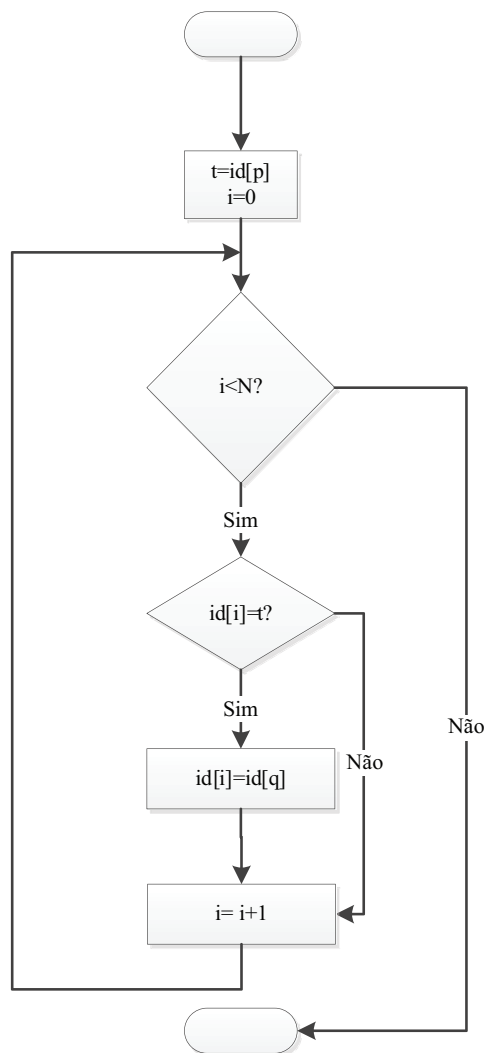 t=id[p]
i=0
i<N?
Sim
id[i]=t?
Sim
Não
Não
id[i]=id[q]
i= i+1